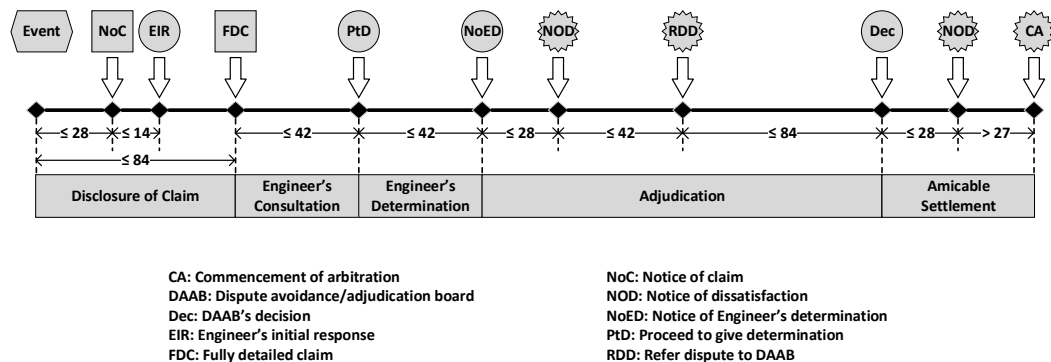 Event
NoC
EIR
FDC
PtD
NoED
NOD
RDD
Dec
NOD
CA
≤ 28
≤ 14
≤ 42
≤ 42
≤ 28
≤ 42
≤ 84
≤ 28
> 27
≤ 84
Disclosure of Claim
Engineer’s
Consultation
Engineer’s
Determination
Adjudication
Amicable
Settlement
CA: Commencement of arbitration
DAAB: Dispute avoidance/adjudication board
Dec: DAAB’s decision
EIR: Engineer’s initial response
FDC: Fully detailed claim
NoC: Notice of claim
NOD: Notice of dissatisfaction
NoED: Notice of Engineer’s determination
PtD: Proceed to give determination
RDD: Refer dispute to DAAB